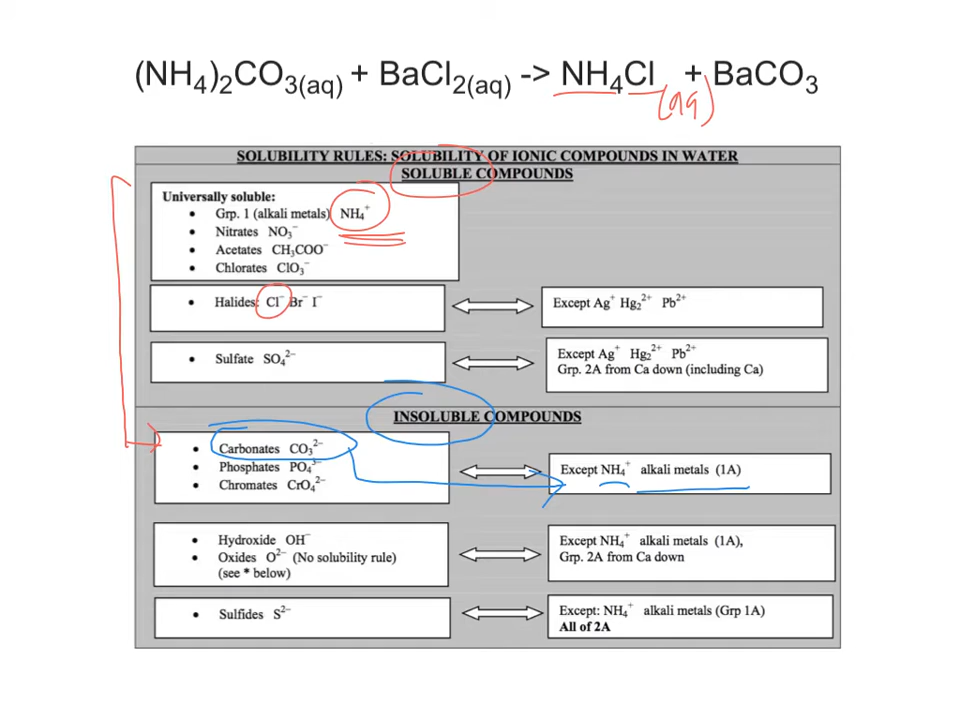 (NH₄)₂CO₃(aq) + BaCl₂(aq) -> NH₄Cl (aq) + BaCO₃
SOLUBILITY RULES: SOLUBILITY OF IONIC COMPOUNDS IN WATER
SOLUBLE COMPOUNDS
Universally soluble:
• Grp. 1 (alkali metals) NH₄⁺
• Nitrates NO₃⁻
• Acetates CH₃COO⁻
• Chlorates ClO₃⁻
• Halides: Cl⁻ Br⁻ I⁻
Except Ag⁺ Hg₂²⁺ Pb²⁺
• Sulfate SO₄²⁻
Except Ag⁺ Hg₂²⁺ Pb²⁺
Grp. 2A from Ca down (including Ca)
INSOLUBLE COMPOUNDS
• Carbonates CO₃²⁻
• Phosphates PO₄³⁻
• Chromates CrO₄²⁻
Except NH₄⁺ alkali metals (1A)
• Hydroxide OH⁻
• Oxides O²⁻ (No solubility rule)
(see * below)
Except NH₄⁺ alkali metals (1A),
Grp. 2A from Ca down
• Sulfides S²⁻
Except: NH₄⁺ alkali metals (Grp 1A)
All of 2A